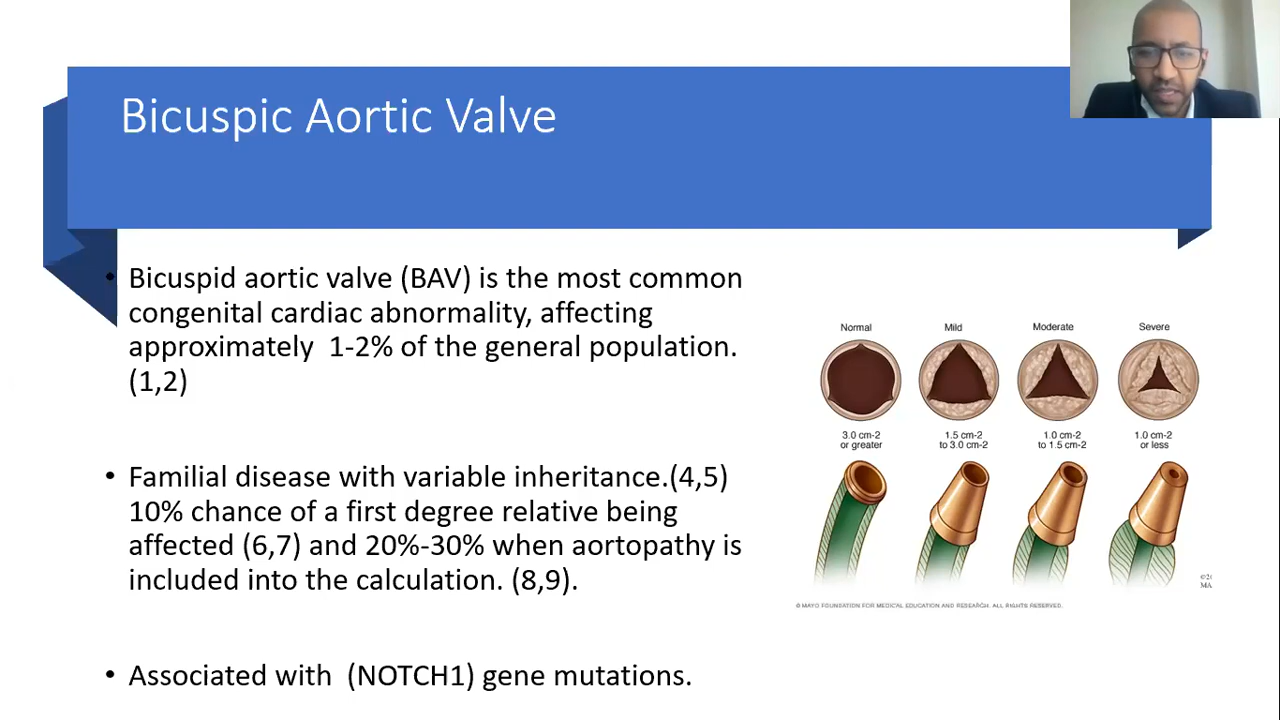 Bicuspic Aortic Valve
• Bicuspid aortic valve (BAV) is the most common
congenital cardiac abnormality, affecting
approximately 1-2% of the general population.
(1,2)
• Familial disease with variable inheritance.(4,5)
10% chance of a first degree relative being
affected (6,7) and 20%-30% when aortopathy is
included into the calculation. (8,9).
• Associated with (NOTCH1) gene mutations.
Normal Mild Moderate Severe
3.0 cm-2 1.5 cm-2 1.0 cm-2 1.0 cm-2
or greater to 3.0 cm-2 to 1.5 cm-2 or less
© MAYO FOUNDATION FOR MEDICAL EDUCATION AND RESEARCH. ALL RIGHTS RESERVED.